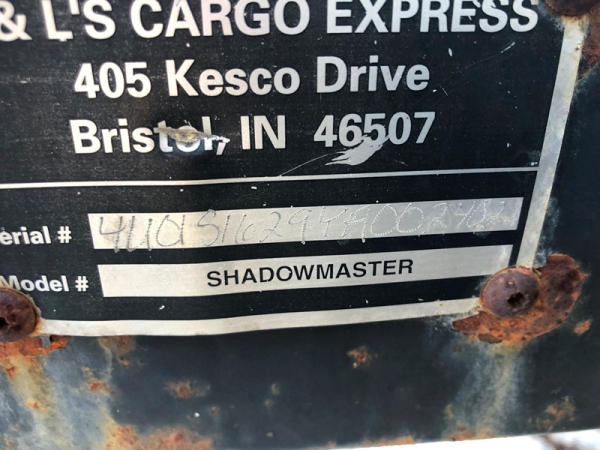 & L'S CARGO EXPRESS
405 Kesco Drive
Bristol, IN 46507
erial #
Model # SHADOWMASTER